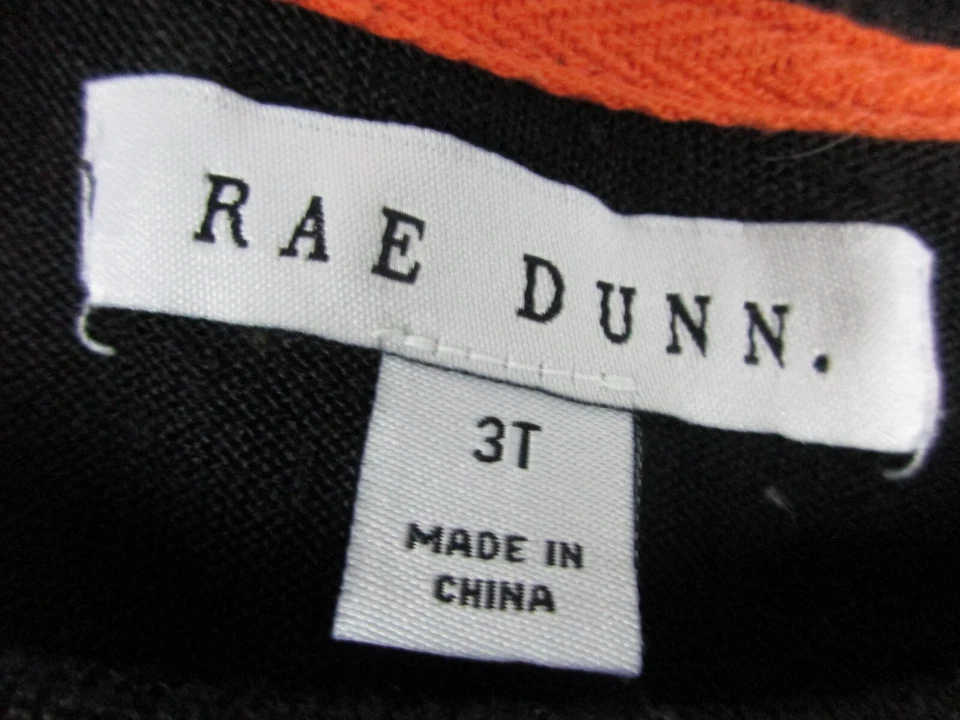 RAE DUNN.
3T
MADE IN
CHINA